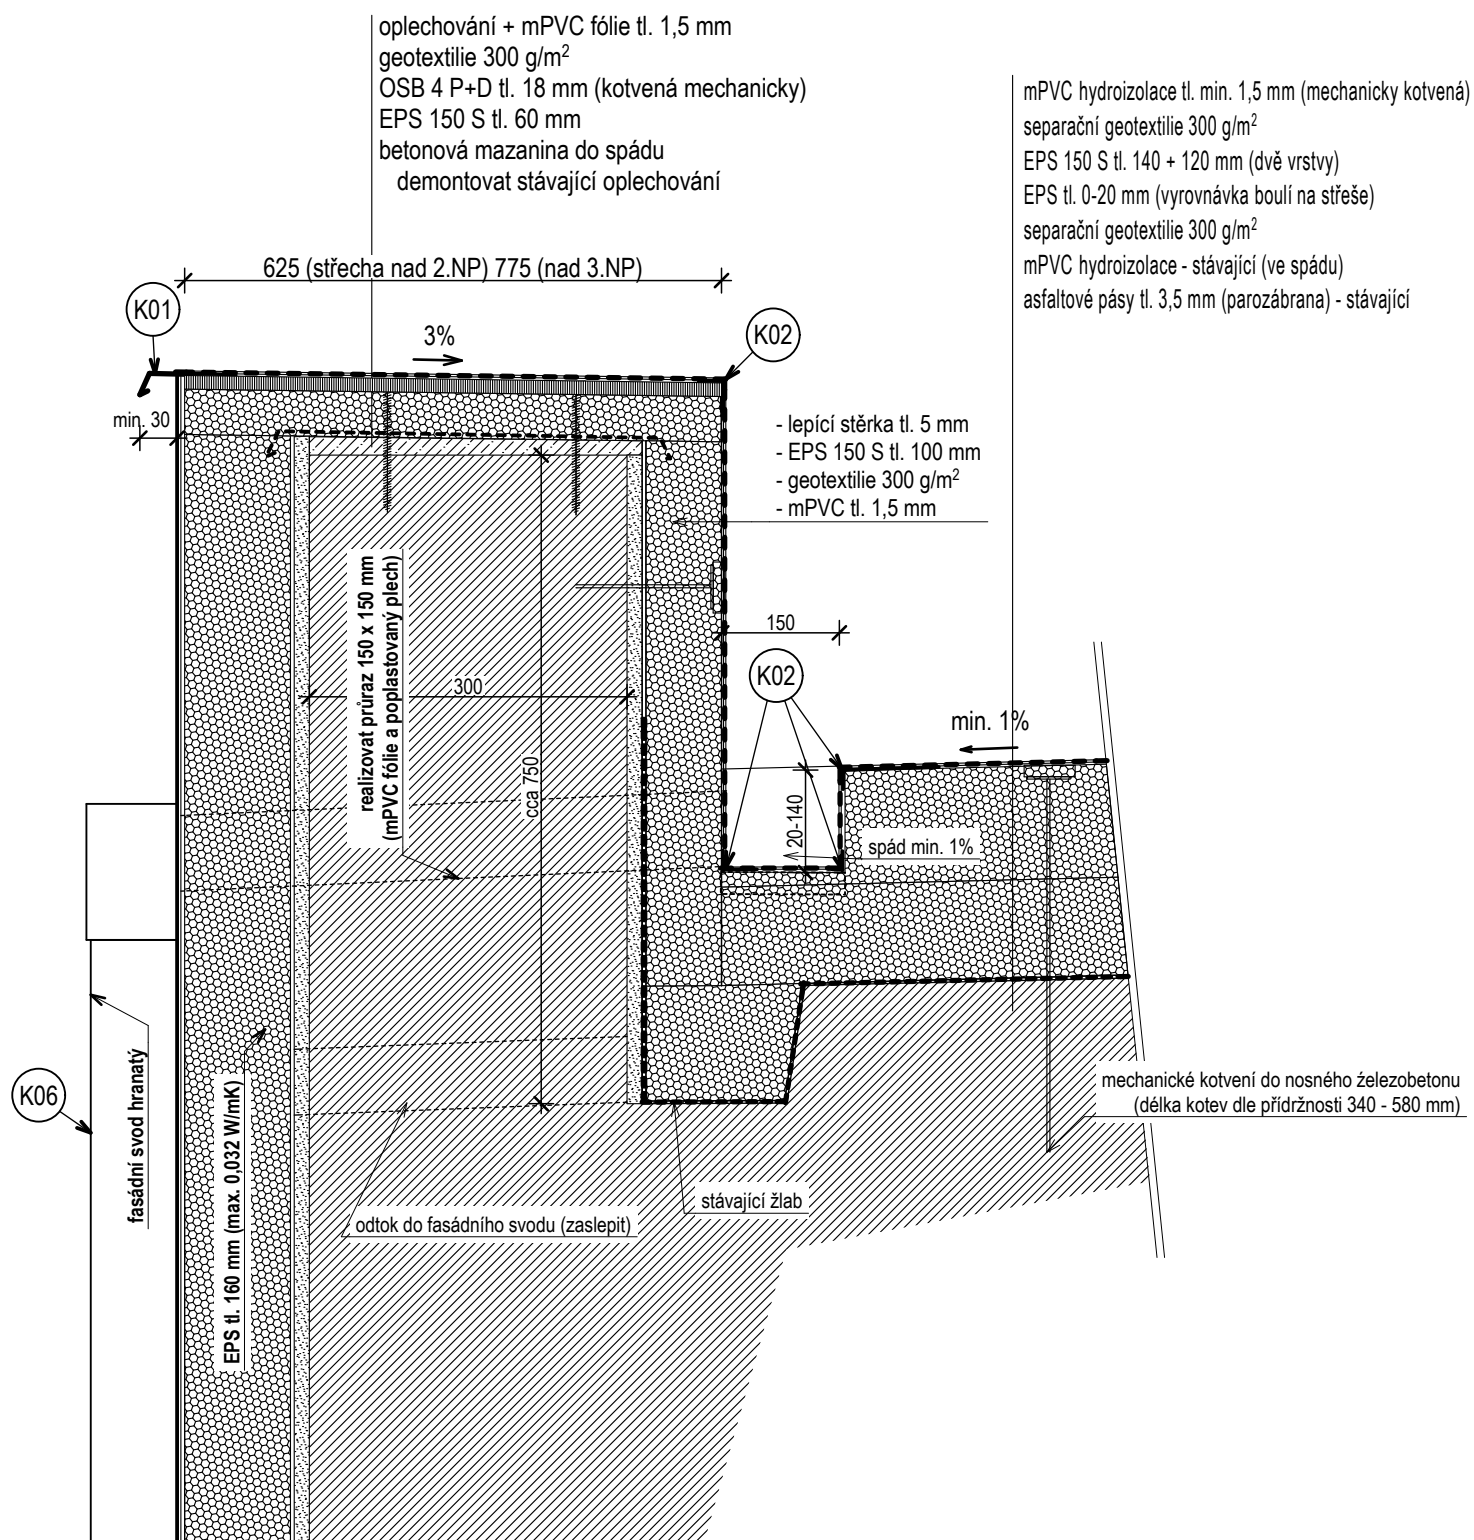 oplechování + mPVC fólie tl. 1,5 mm
geotextilie 300 g/m²
OSB 4 P+D tl. 18 mm (kotvená mechanicky)
EPS 150 S tl. 60 mm
betonová mazanina do spádu
demontovat stávající oplechování
mPVC hydroizolace tl. min. 1,5 mm (mechanicky kotvená)
separační geotextilie 300 g/m²
EPS 150 S tl. 140 + 120 mm (dvě vrstvy)
EPS tl. 0-20 mm (vyrovnávka boulí na střeše)
separační geotextilie 300 g/m²
mPVC hydroizolace - stávající (ve spádu)
asfaltové pásy tl. 3,5 mm (parozábrana) - stávající
625 (střecha nad 2.NP) 775 (nad 3.NP)
K01
3%
K02
min. 30
- lepící stěrka tl. 5 mm
- EPS 150 S tl. 100 mm
- geotextilie 300 g/m²
- mPVC tl. 1,5 mm
realizovat průraz 150 x 150 mm
(mPVC fólie a poplastovaný plech)
150
K02
300
min. 1%
cca 750
20-140
spád min. 1%
K06
fasádní svod hranatý
EPS tl. 160 mm (max. 0,032 W/mK)
mechanické kotvení do nosného železobetonu
(délka kotev dle přídržnosti 340 - 580 mm)
stávající žlab
odtok do fasádního svodu (zaslepit)